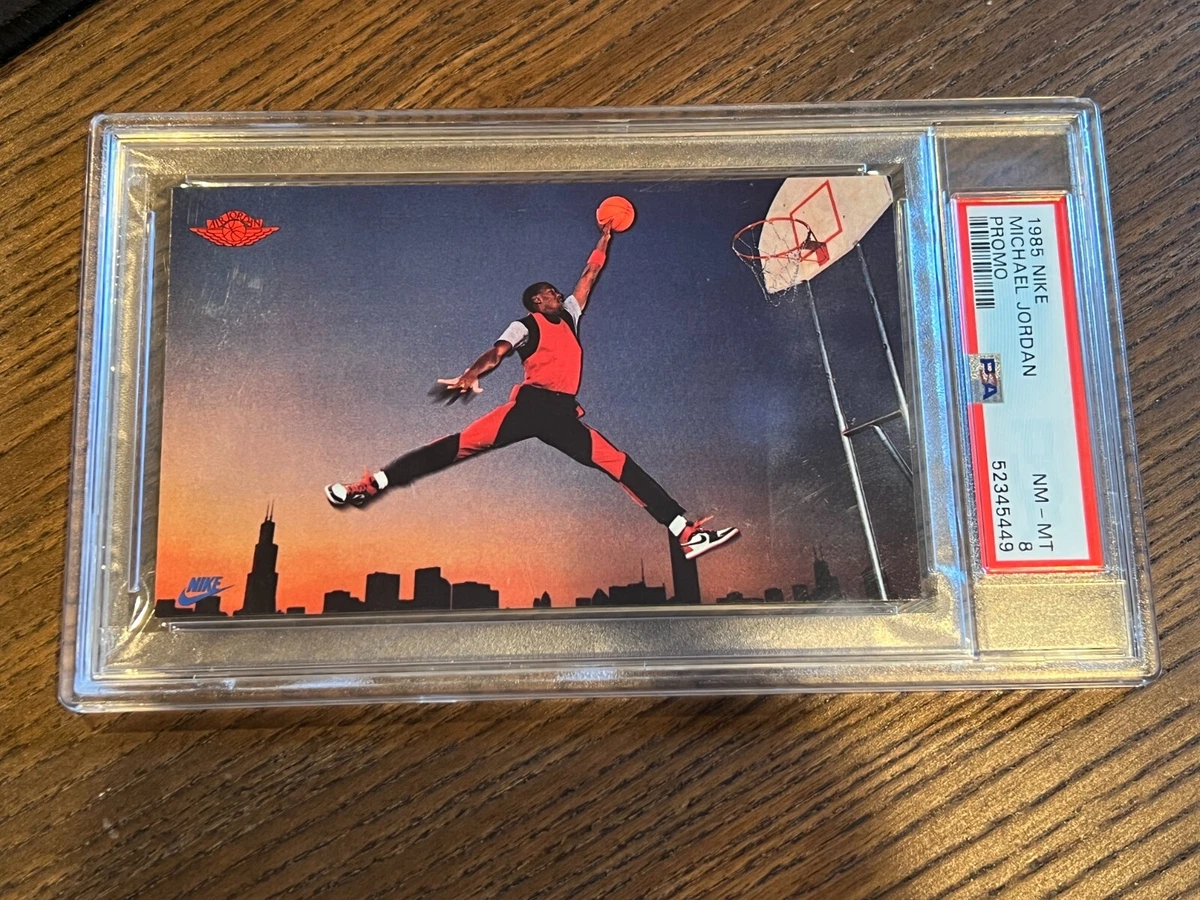 AIR JORDAN
NIKE
1985 NIKE
MICHAEL JORDAN
PROMO
PSA
NM - MT
8
52345449